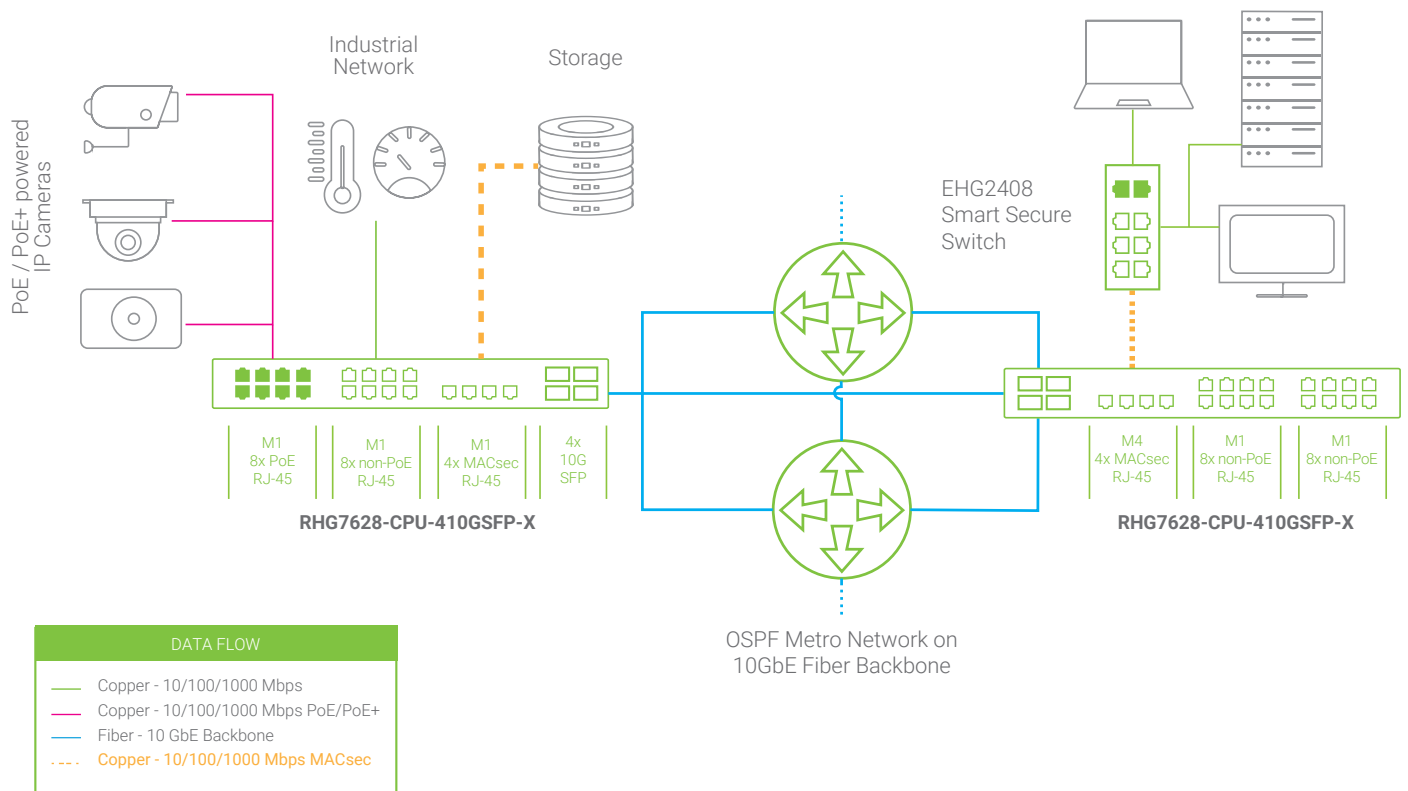 PoE / PoE+ powered
IP Cameras
Industrial
Network
Storage
EHG2408
Smart Secure
Switch
M1
8x PoE
RJ-45
M1
8x non-PoE
RJ-45
M1
4x MACsec
RJ-45
4x
10G
SFP
RHG7628-CPU-410GSFP-X
M4
4x MACsec
RJ-45
M1
8x non-PoE
RJ-45
M1
8x non-PoE
RJ-45
RHG7628-CPU-410GSFP-X
OSPF Metro Network on
10GbE Fiber Backbone
DATA FLOW
Copper - 10/100/1000 Mbps
Copper - 10/100/1000 Mbps PoE/PoE+
Fiber - 10 GbE Backbone
Copper - 10/100/1000 Mbps MACsec